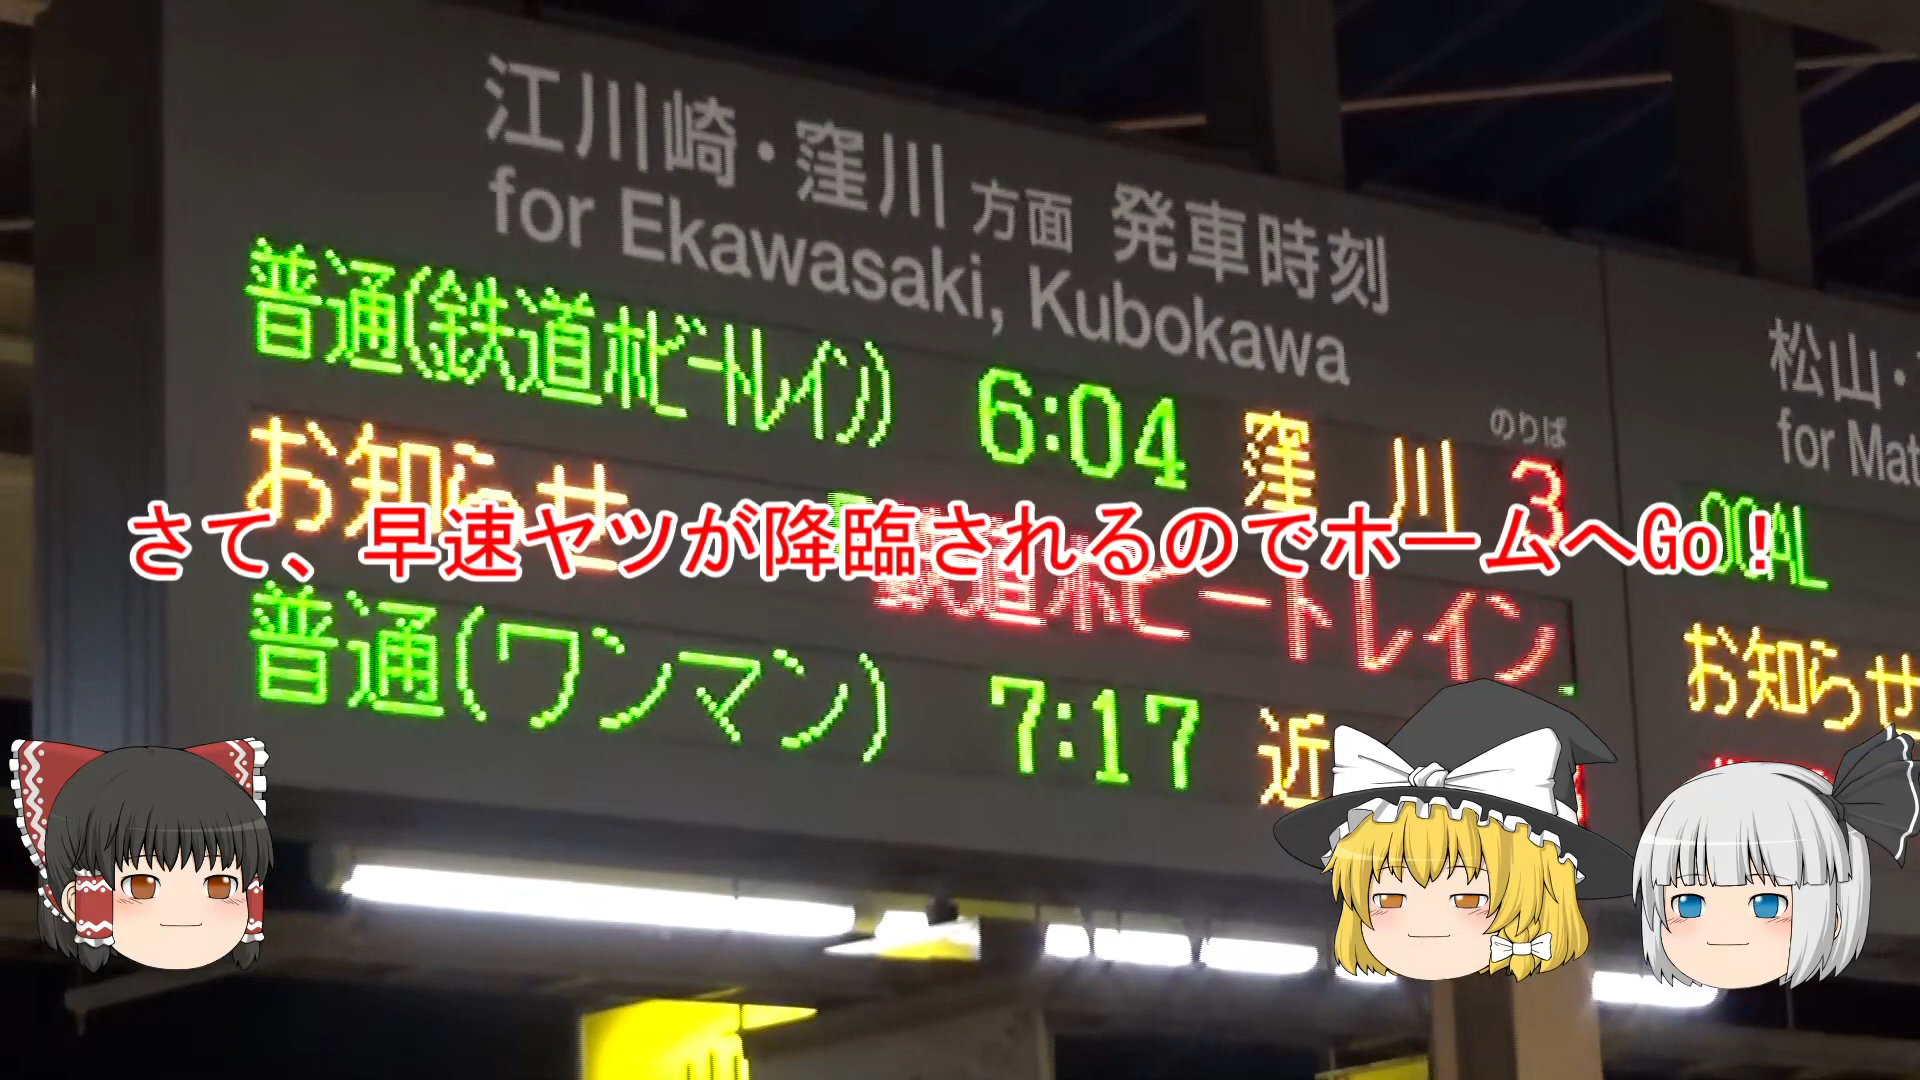 江川崎・窪川方面 発車時刻
for Ekawasaki, Kubokawa
のりば
普通(鉄道ホビートレイン) 6:04 窪 川 3
お知らせ 鉄道ホビートレイン
普通(ワンマン) 7:17 近
松山・
for Mat
LOCAL
お知らせ
さて、早速ヤツが降臨されるのでホームへGo！